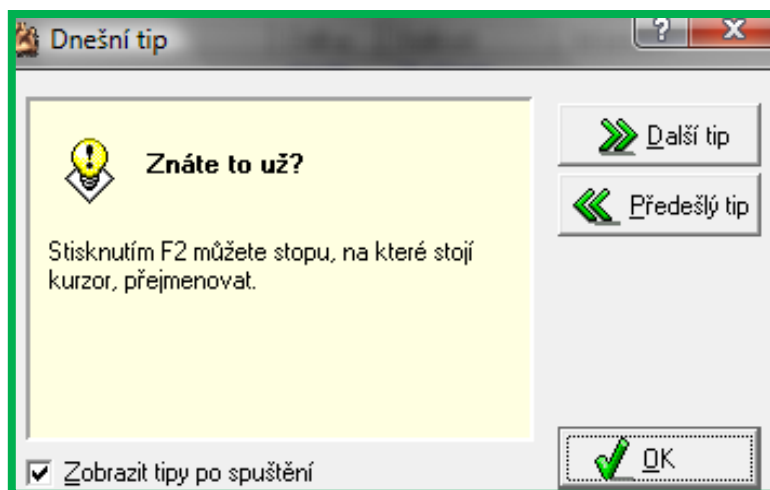 Dnešní tip
Znáte to už?
Stisknutím F2 můžete stopu, na které stojí
kurzor, přejmenovat.
Další tip
Předešlý tip
Zobrazit tipy po spuštění
OK